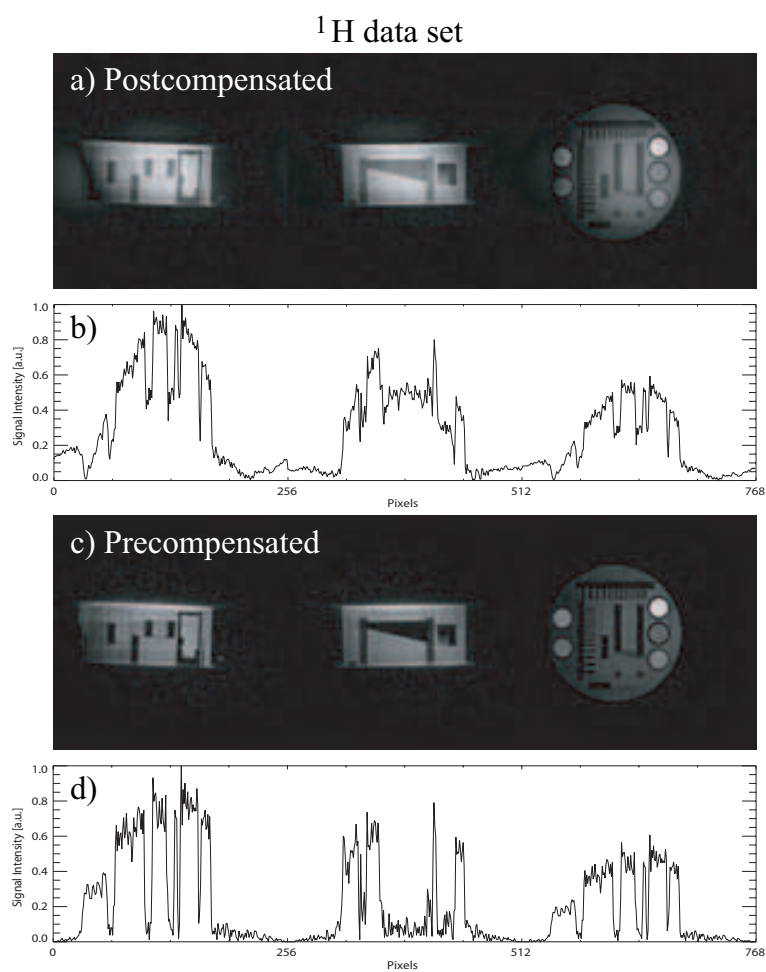 ¹H data set
a) Postcompensated
b)
Signal Intensity [a.u.]
1.0
0.8
0.6
0.4
0.2
0.0
0 256 512 768
Pixels
c) Precompensated
d)
Signal Intensity [a.u.]
1.0
0.8
0.6
0.4
0.2
0.0
0 256 512 768
Pixels